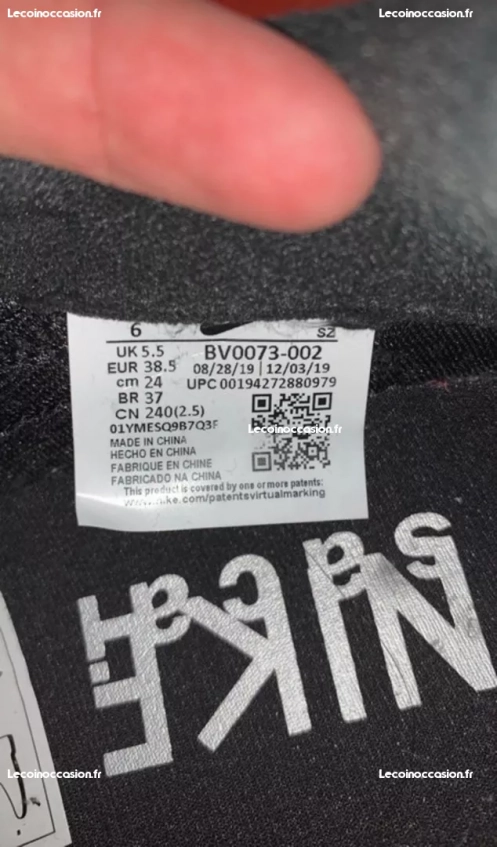 Lecoinoccasion.fr Lecoinoccasion.fr
6 SZ
UK 5.5 BV0073-002
EUR 38.5 08/28/19 12/03/19
cm 24 UPC 00194272880979
BR 37
CN 240(2.5)
01YMESQ9B7Q3F
Lecoinoccasion.fr
MADE IN CHINA
HECHO EN CHINA
FABRIQUE EN CHINE
FABRICADO NA CHINA
This product is covered by one or more patents:
www.nike.com/patentsvirtualmarking
sacai
NIKE
Lecoinoccasion.fr Lecoinoccasion.fr